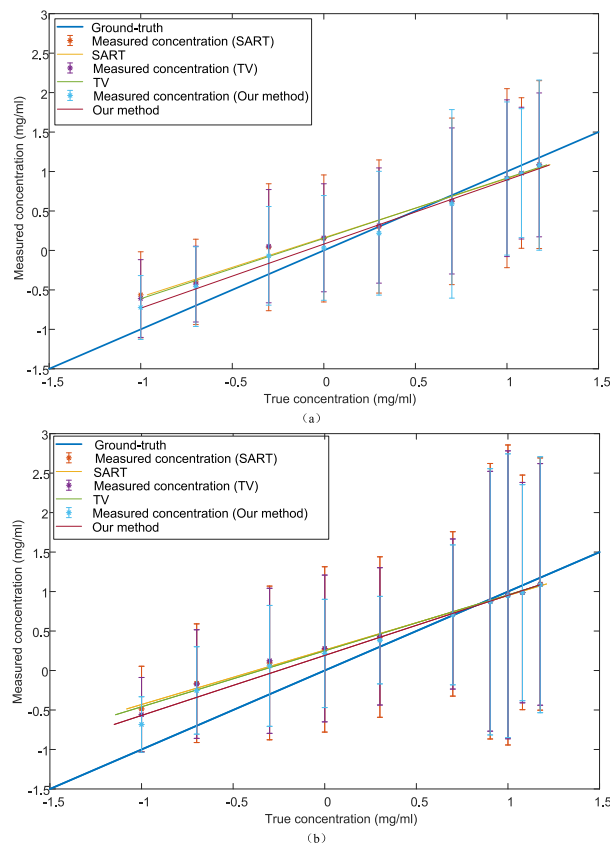 3
2.5
2
1.5
1
0.5
0
-0.5
-1
-1.5
Measured concentration (mg/ml)
Ground-truth
Measured concentration (SART)
SART
Measured concentration (TV)
TV
Measured concentration (Our method)
Our method
-1.5 -1 -0.5 0 0.5 1 1.5
True concentration (mg/ml)
(a)
3
2.5
2
1.5
1
0.5
0
-0.5
-1
-1.5
Measured concentration (mg/ml)
Ground-truth
Measured concentration (SART)
SART
Measured concentration (TV)
TV
Measured concentration (Our method)
Our method
-1.5 -1 -0.5 0 0.5 1 1.5
True concentration (mg/ml)
(b)